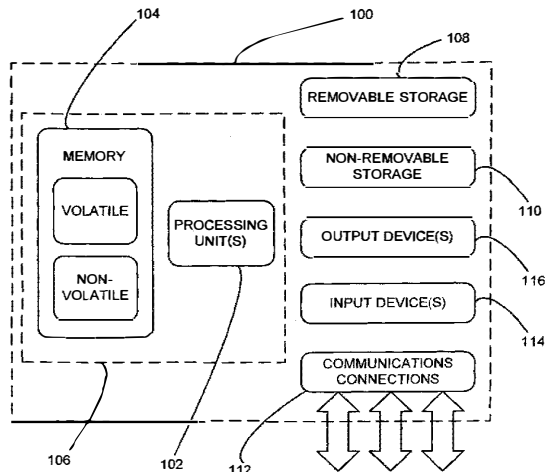 104
100
108
REMOVABLE STORAGE
MEMORY
VOLATILE
NON-
VOLATILE
PROCESSING
UNIT(S)
NON-REMOVABLE
STORAGE
110
OUTPUT DEVICE(S)
116
INPUT DEVICE(S)
114
COMMUNICATIONS
CONNECTIONS
106
102
112